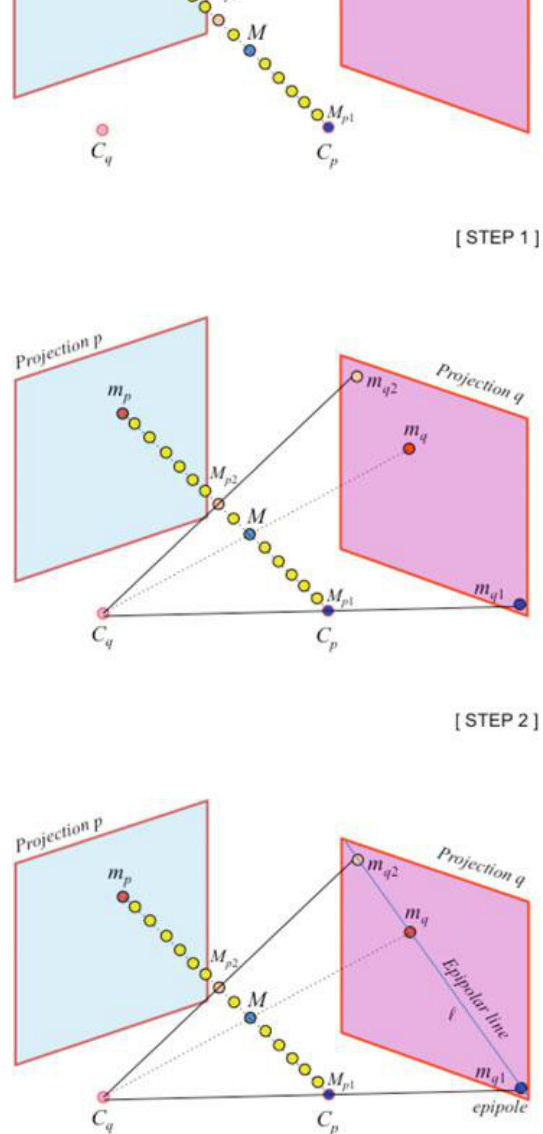 M
M_{p1}
C_q
C_p
[ STEP 1 ]
Projection p
Projection q
m_p
m_{q2}
m_q
M_{p2}
M
m_{q1}
M_{p1}
C_q
C_p
[ STEP 2 ]
Projection p
Projection q
m_p
m_{q2}
m_q
M_{p2}
M
Epipolar line
ℓ
m_{q1}
M_{p1}
C_q
C_p
epipole